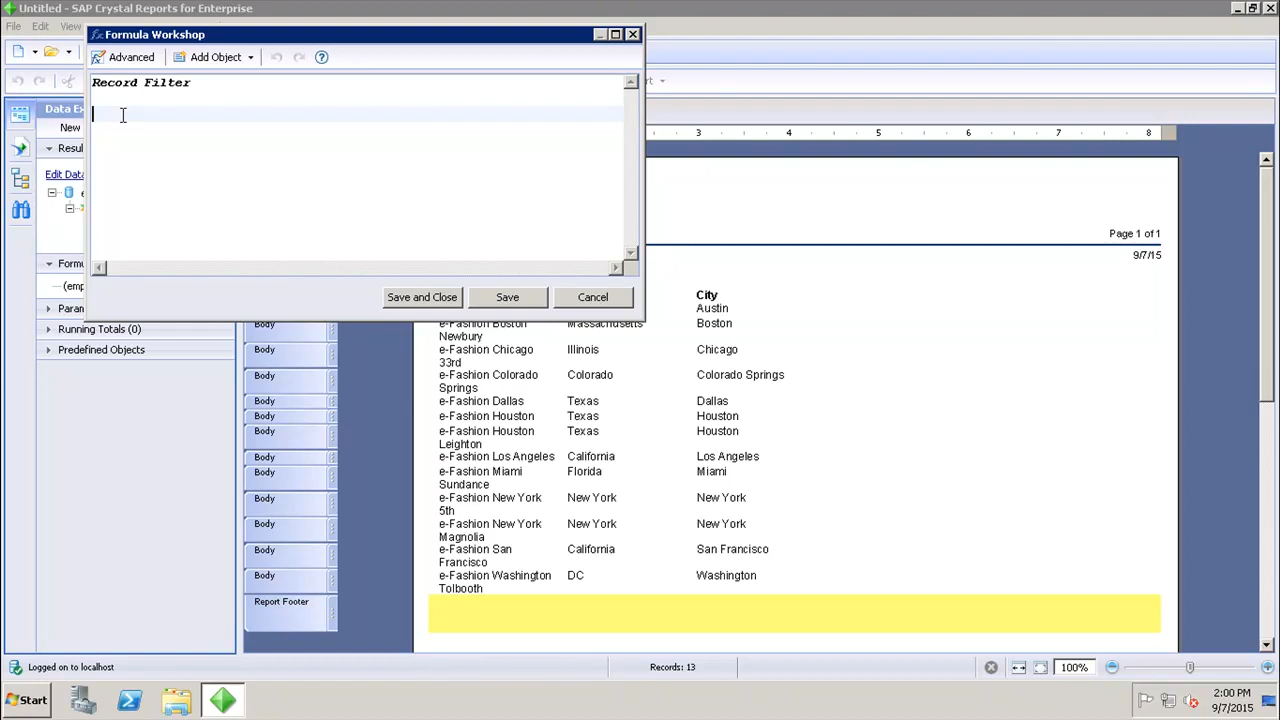 Untitled - SAP Crystal Reports for Enterprise
File Edit View
Formula Workshop
Advanced Add Object
Record Filter
Save and Close Save Cancel
Data Ex
New
Resul
Edit Data
e
Formu
(emp
Param
Running Totals (0)
Predefined Objects
3 4 5 6 7 8
Page 1 of 1
9/7/15
City
Austin
Body e-Fashion Boston Massachusetts Boston
Newbury
Body e-Fashion Chicago Illinois Chicago
33rd
Body e-Fashion Colorado Colorado Colorado Springs
Springs
Body e-Fashion Dallas Texas Dallas
Body e-Fashion Houston Texas Houston
Body e-Fashion Houston Texas Houston
Leighton
Body e-Fashion Los Angeles California Los Angeles
Body e-Fashion Miami Florida Miami
Sundance
Body e-Fashion New York New York New York
5th
Body e-Fashion New York New York New York
Magnolia
Body e-Fashion San California San Francisco
Francisco
Body e-Fashion Washington DC Washington
Tolbooth
Report Footer
Logged on to localhost Records: 13 100%
Start 2:00 PM
9/7/2015